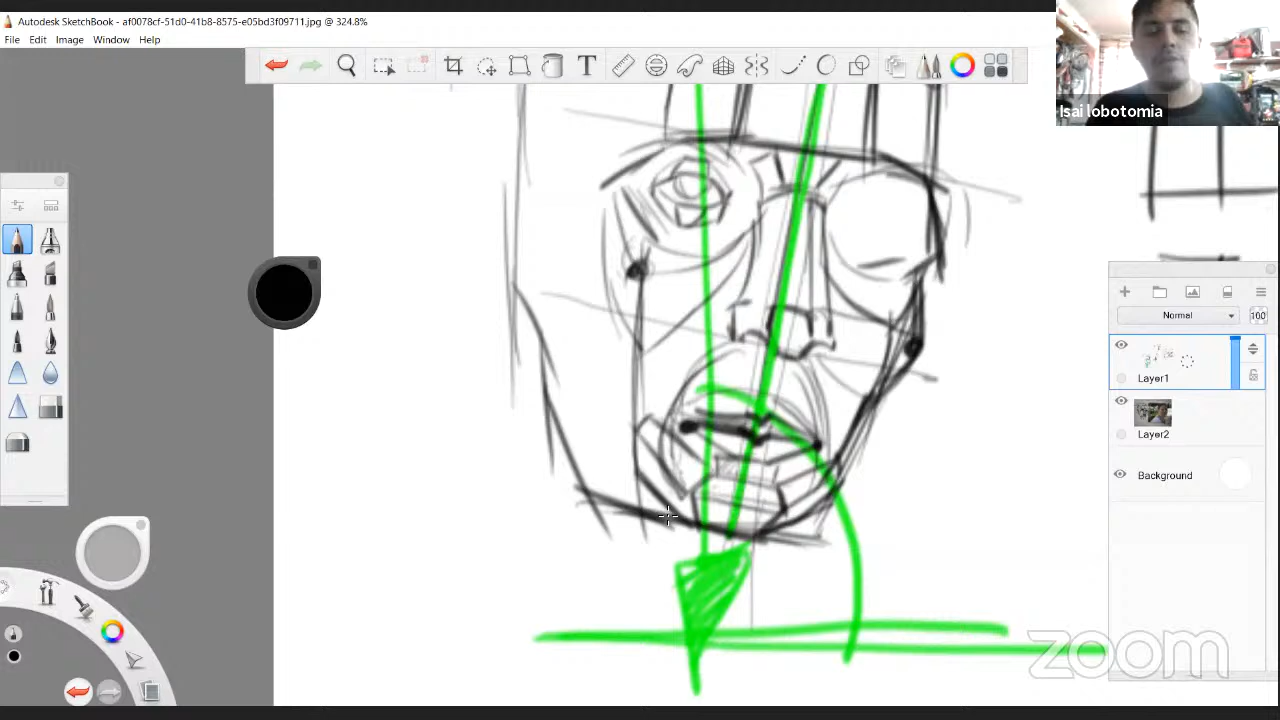 Autodesk SketchBook - af0078cf-51d0-41b8-8575-e05bd3f09711.jpg @ 324.8%
File Edit Image Window Help
T
Isai lobotomia
Normal
100
Layer1
Layer2
Background
zoom